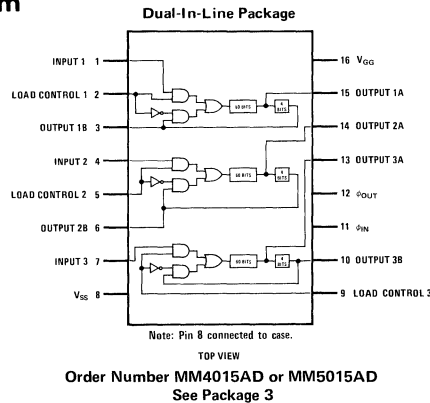 m
Dual-In-Line Package
INPUT 1 1
LOAD CONTROL 1 2
OUTPUT 1B 3
INPUT 2 4
LOAD CONTROL 2 5
OUTPUT 2B 6
INPUT 3 7
VSS 8
16 VGG
15 OUTPUT 1A
14 OUTPUT 2A
13 OUTPUT 3A
12 ϕOUT
11 ϕIN
10 OUTPUT 3B
9 LOAD CONTROL 3
60 BITS
4 BITS
60 BITS
4 BITS
60 BITS
4 BITS
Note: Pin 8 connected to case.
TOP VIEW
Order Number MM4015AD or MM5015AD
See Package 3